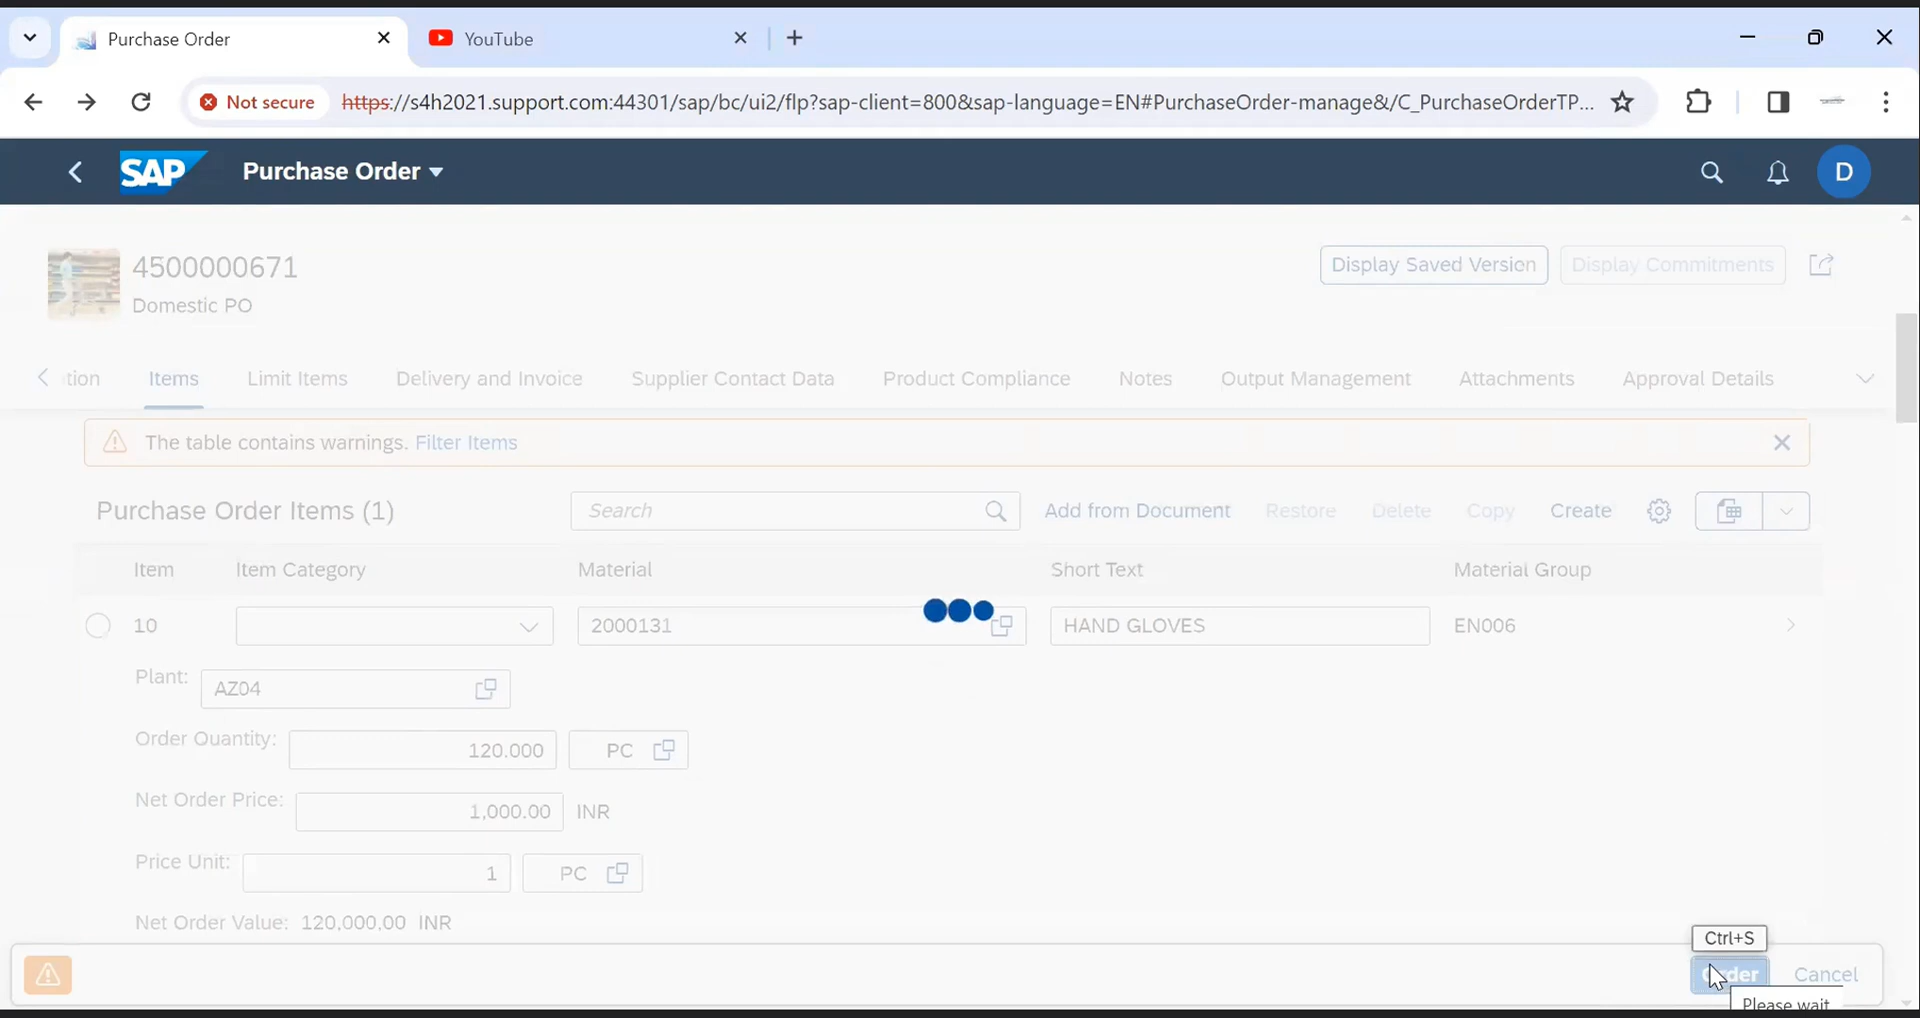 Purchase Order
YouTube
Not secure https://s4h2021.support.com:44301/sap/bc/ui2/flp?sap-client=800&sap-language=EN#PurchaseOrder-manage&/C_PurchaseOrderTP...
SAP Purchase Order D
4500000671
Domestic PO
Display Saved Version Display Commitments
tion Items Limit Items Delivery and Invoice Supplier Contact Data Product Compliance Notes Output Management Attachments Approval Details
The table contains warnings. Filter Items
Purchase Order Items (1) Search Add from Document Restore Delete Copy Create
Item Item Category Material Short Text Material Group
10 2000131 HAND GLOVES EN006
Plant: AZ04
Order Quantity: 120.000 PC
Net Order Price: 1,000.00 INR
Price Unit: 1 PC
Net Order Value: 120,000.00 INR
Ctrl+S
Order Cancel
Please wait